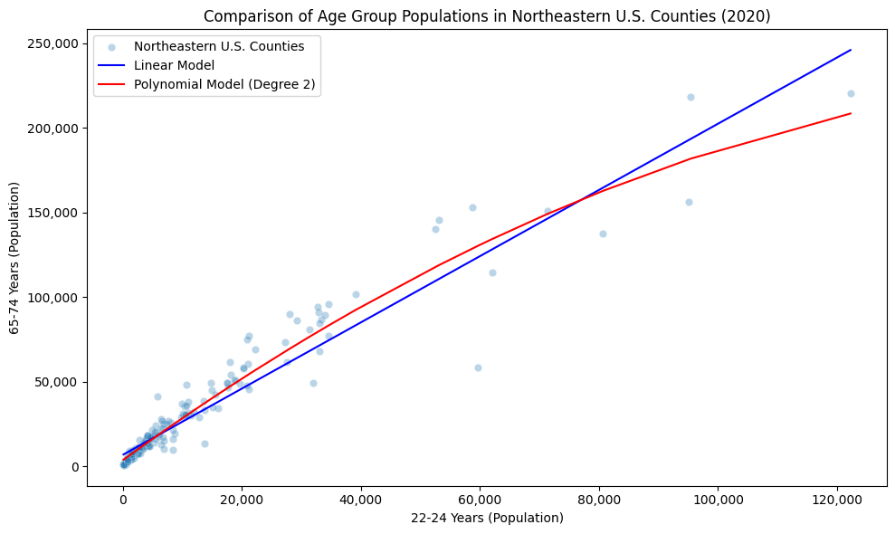 Comparison of Age Group Populations in Northeastern U.S. Counties (2020)
Northeastern U.S. Counties
Linear Model
Polynomial Model (Degree 2)
250,000
200,000
150,000
100,000
50,000
0
65-74 Years (Population)
0
20,000
40,000
60,000
80,000
100,000
120,000
22-24 Years (Population)